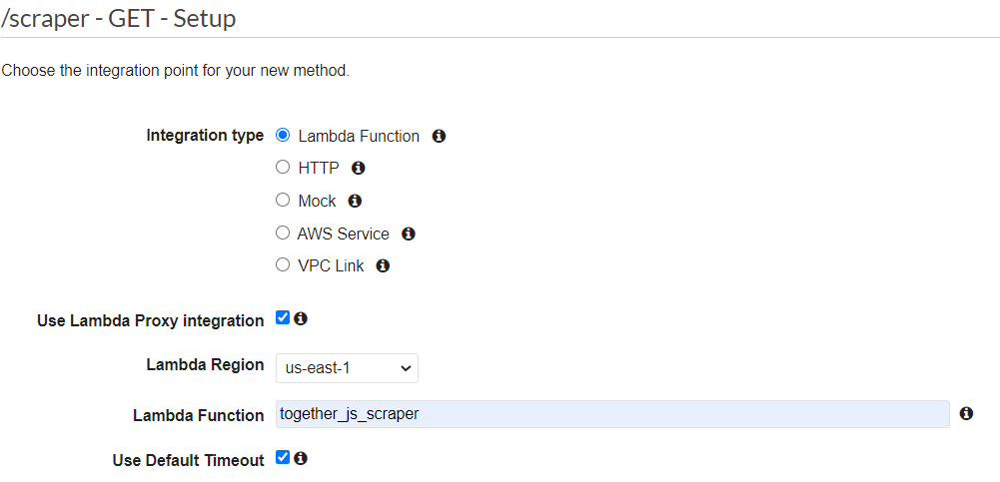 /scraper - GET - Setup
Choose the integration point for your new method.
Integration type Lambda Function
HTTP
Mock
AWS Service
VPC Link
Use Lambda Proxy integration
Lambda Region us-east-1
Lambda Function together_js_scraper
Use Default Timeout